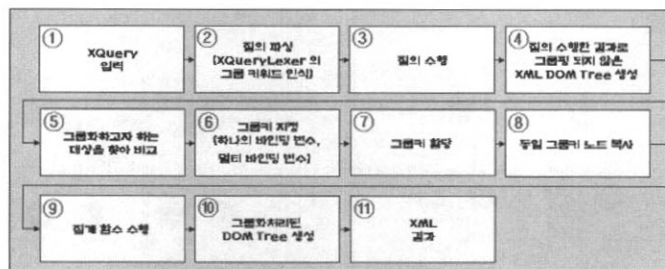 ①
XQuery
입력
②
질의 파싱
(XQueryLexer 의
그룹 키워드 인식)
③
질의 수행
④
질의 수행한 결과로
그룹핑 되지 않은
XML DOM Tree 생성
⑤
그룹화하고자 하는
대상을 찾아 비교
⑥
그룹키 지정
(하나의 바인딩 변수,
멀티 바인딩 변수)
⑦
그룹키 할당
⑧
동일 그룹키 노드 복사
⑨
집계 함수 수행
⑩
그룹화처리된
DOM Tree 생성
⑪
XML
결과